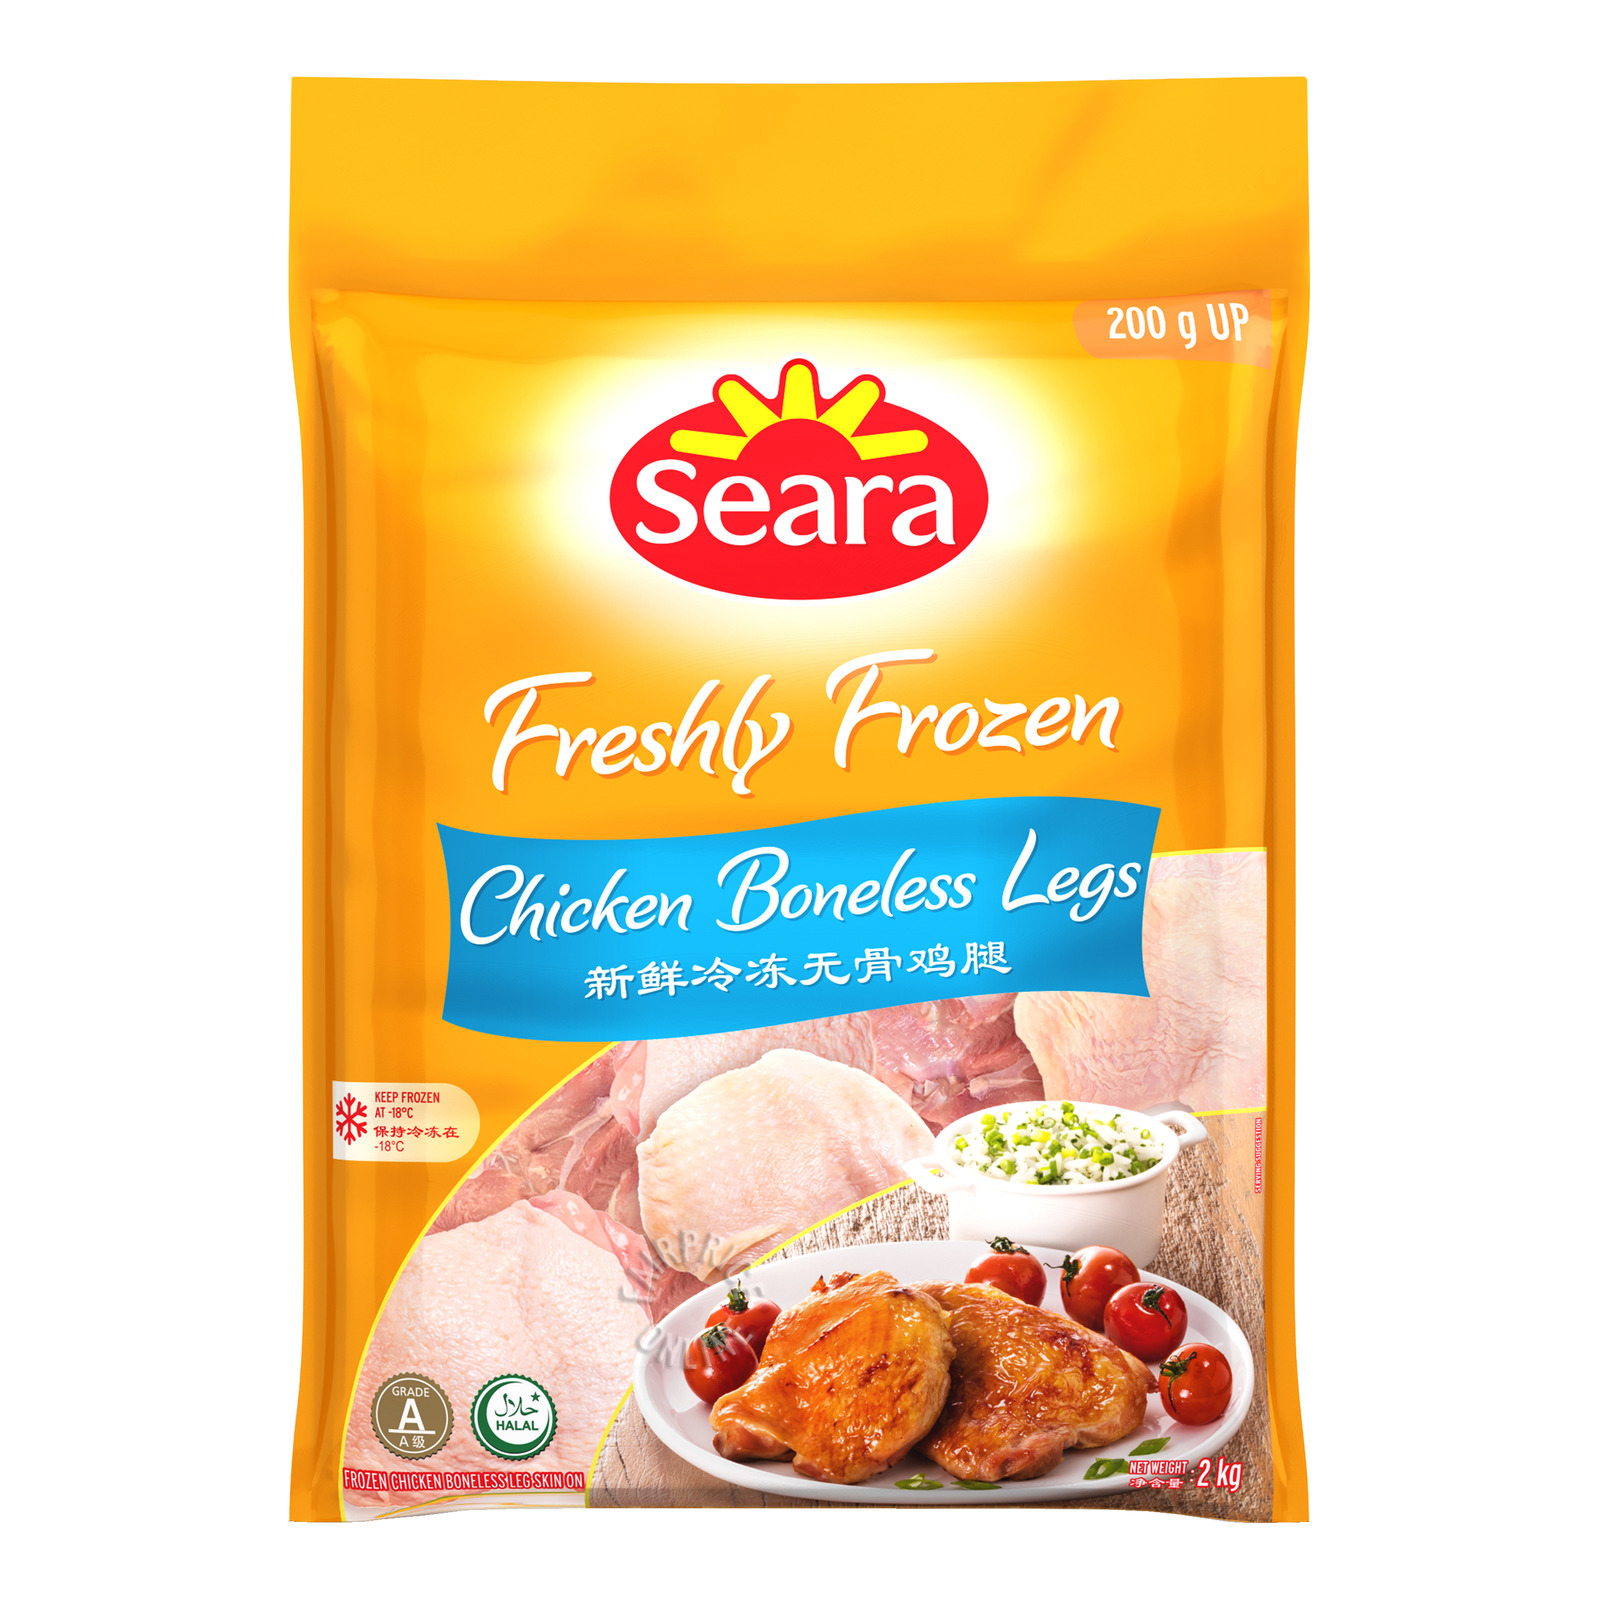 200 g UP
Seara
Freshly Frozen
Chicken Boneless Legs
新鲜冷冻无骨鸡腿
KEEP FROZEN
AT -18°C
保持冷冻在
-18°C
SERVING SUGGESTION
GRADE
A
A 级
حلال
HALAL
FROZEN CHICKEN BONELESS LEG SKIN ON
NET WEIGHT
净含量 : 2 kg
ONLINE